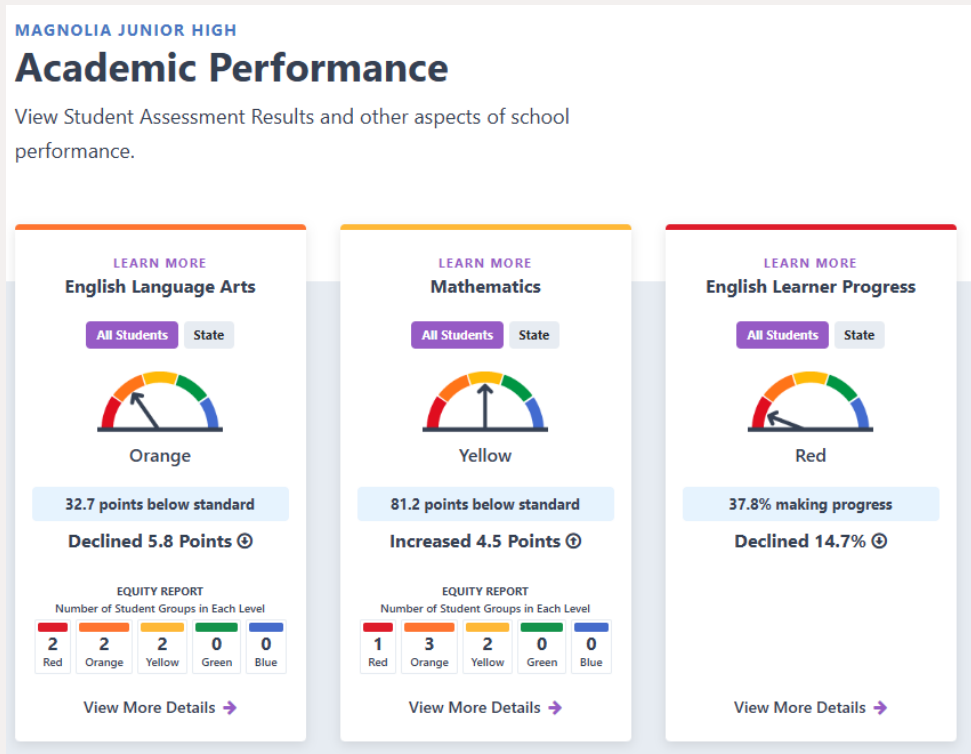 MAGNOLIA JUNIOR HIGH
Academic Performance
View Student Assessment Results and other aspects of school
performance.
LEARN MORE
English Language Arts
All Students State
Orange
32.7 points below standard
Declined 5.8 Points
EQUITY REPORT
Number of Student Groups in Each Level
2 2 2 0 0
Red Orange Yellow Green Blue
View More Details
LEARN MORE
Mathematics
All Students State
Yellow
81.2 points below standard
Increased 4.5 Points
EQUITY REPORT
Number of Student Groups in Each Level
1 3 2 0 0
Red Orange Yellow Green Blue
View More Details
LEARN MORE
English Learner Progress
All Students State
Red
37.8% making progress
Declined 14.7%
View More Details